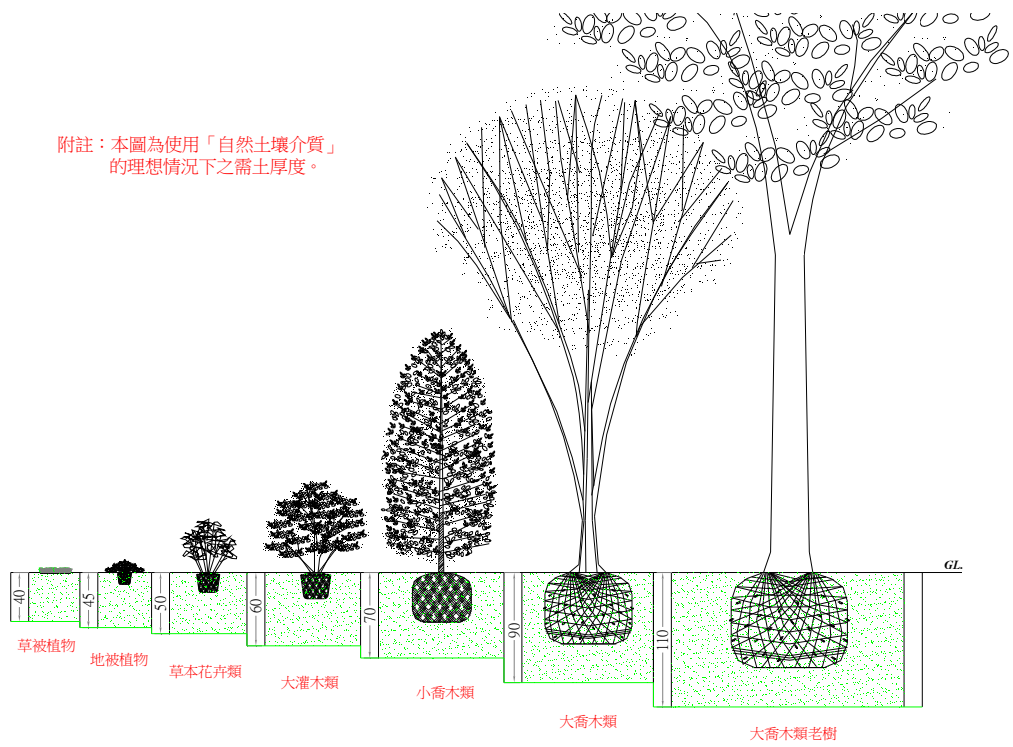 附註：本圖為使用「自然土壤介質」
的理想情況下之需土厚度。
GL.
40
45
50
60
70
90
110
草被植物
地被植物
草本花卉類
大灌木類
小喬木類
大喬木類
大喬木類老樹